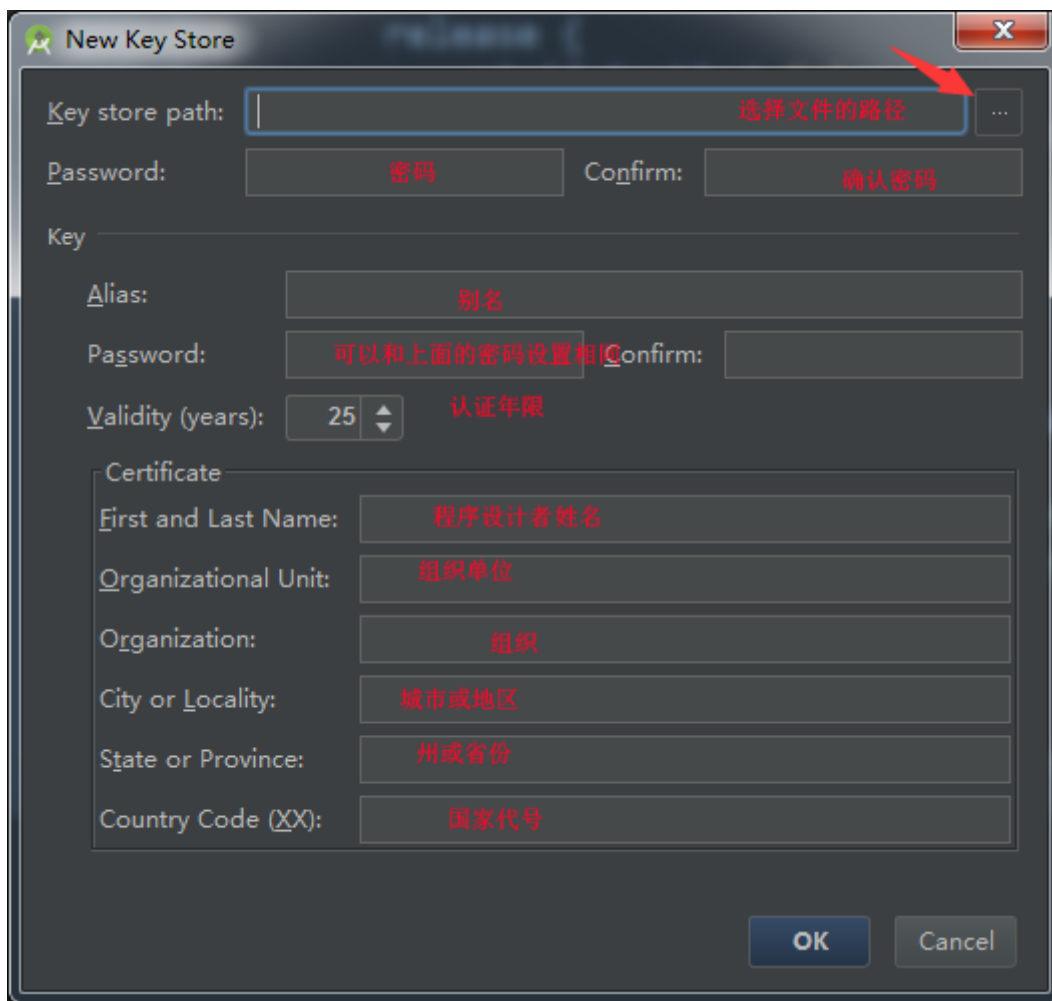 New Key Store
release {
Key store path: 选择文件的路径 ...
Password: 密码 Confirm: 确认密码
Key
Alias: 别名
Password: 可以和上面的密码设置相同 Confirm:
Validity (years): 25 认证年限
Certificate
First and Last Name: 程序设计者姓名
Organizational Unit: 组织单位
Organization: 组织
City or Locality: 城市或地区
State or Province: 州或省份
Country Code (XX): 国家代号
OK Cancel